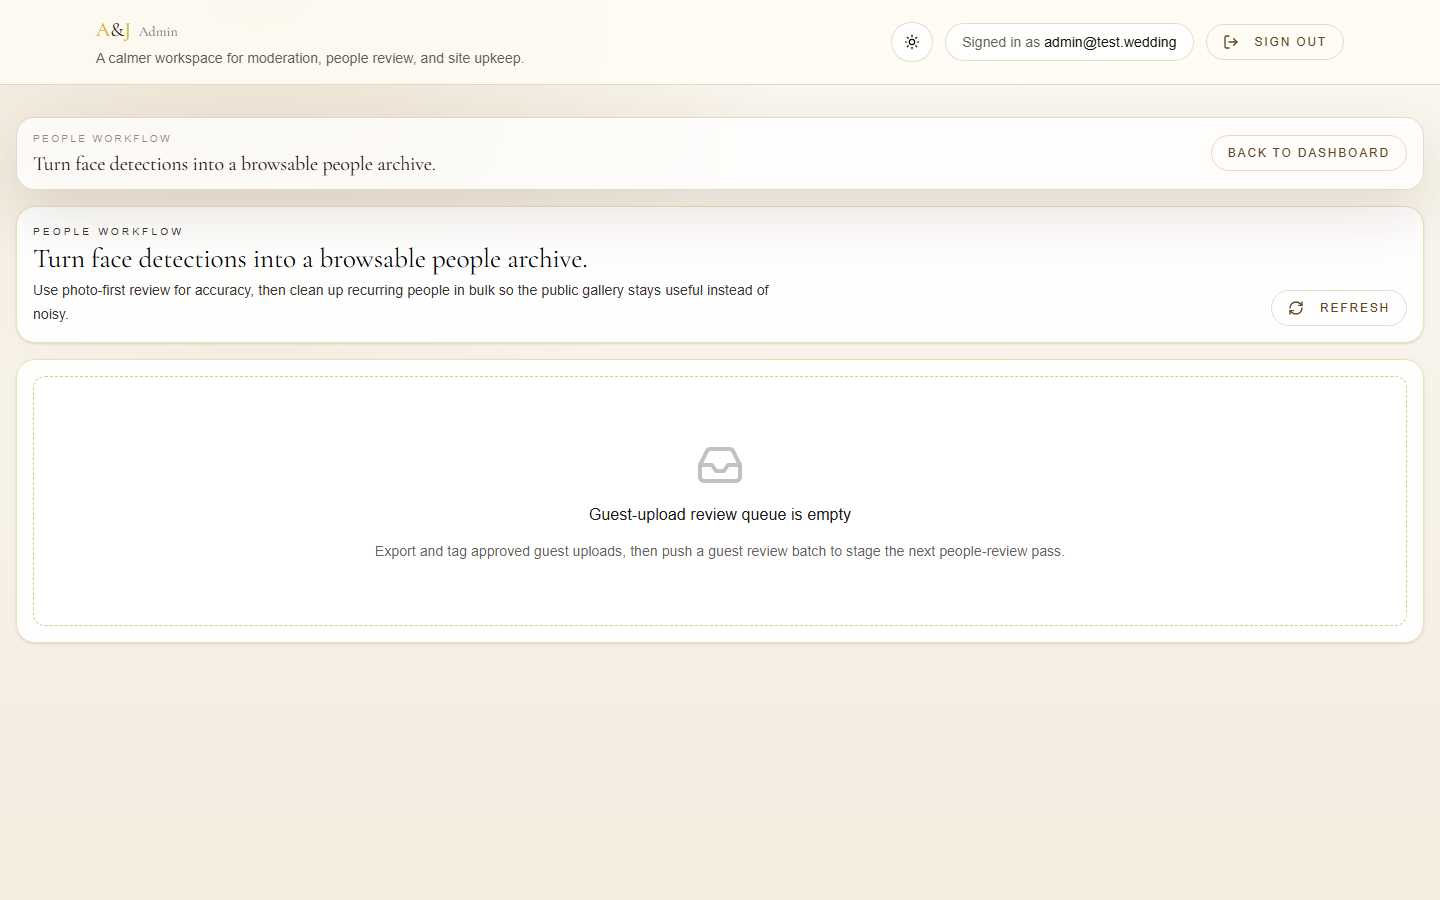 A&J Admin
A calmer workspace for moderation, people review, and site upkeep.
Signed in as admin@test.wedding
SIGN OUT
PEOPLE WORKFLOW
Turn face detections into a browsable people archive.
BACK TO DASHBOARD
PEOPLE WORKFLOW
Turn face detections into a browsable people archive.
Use photo-first review for accuracy, then clean up recurring people in bulk so the public gallery stays useful instead of
noisy.
REFRESH
Guest-upload review queue is empty
Export and tag approved guest uploads, then push a guest review batch to stage the next people-review pass.